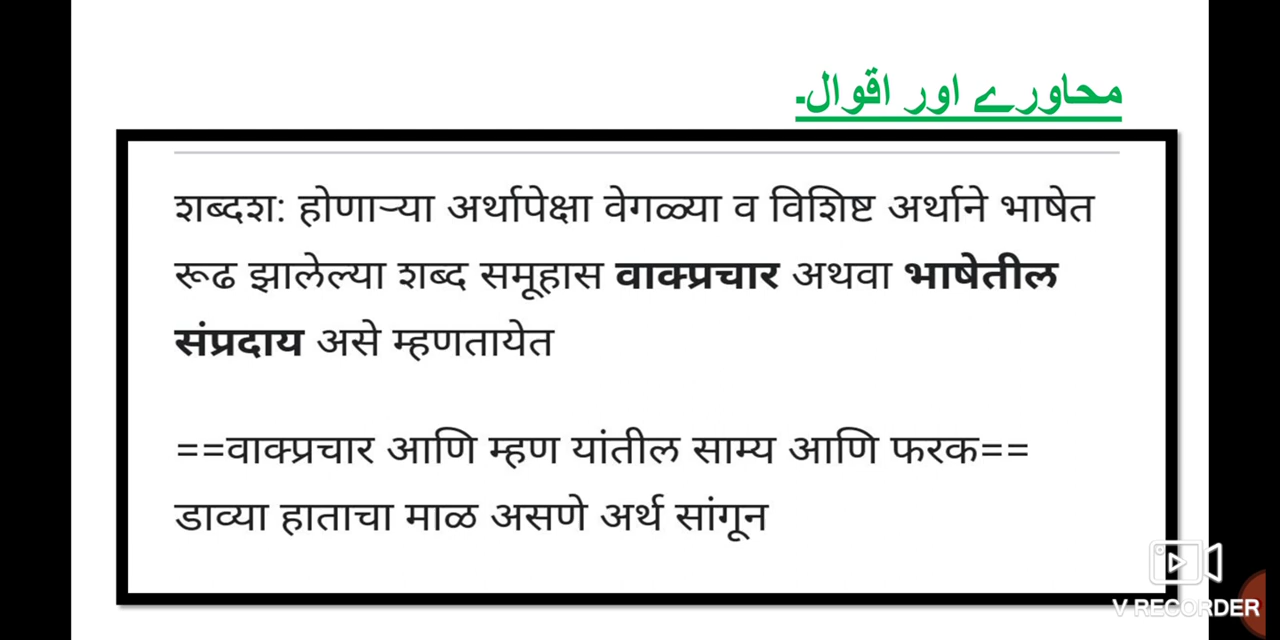 محاورے اور اقوال۔
शब्दश: होणाऱ्या अर्थापेक्षा वेगळ्या व विशिष्ट अर्थाने भाषेत
रूढ झालेल्या शब्द समूहास वाक्प्रचार अथवा भाषेतील
संप्रदाय असे म्हणतायेत
==वाक्प्रचार आणि म्हण यांतील साम्य आणि फरक==
डाव्या हाताचा माळ असणे अर्थ सांगून
V RECORDER